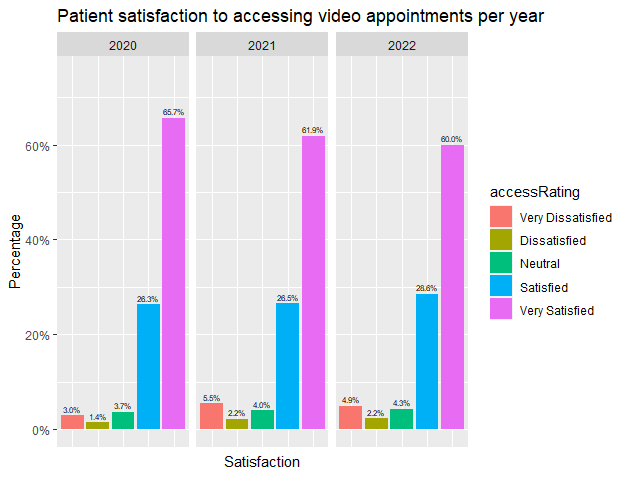 Patient satisfaction to accessing video appointments per year
2020 2021 2022
65.7%
61.9%
60.0%
60%
Percentage
40%
26.3% 26.5% 28.6%
20%
3.0% 1.4% 3.7% 5.5% 2.2% 4.0% 4.9% 2.2% 4.3%
0%
Satisfaction
accessRating
Very Dissatisfied
Dissatisfied
Neutral
Satisfied
Very Satisfied